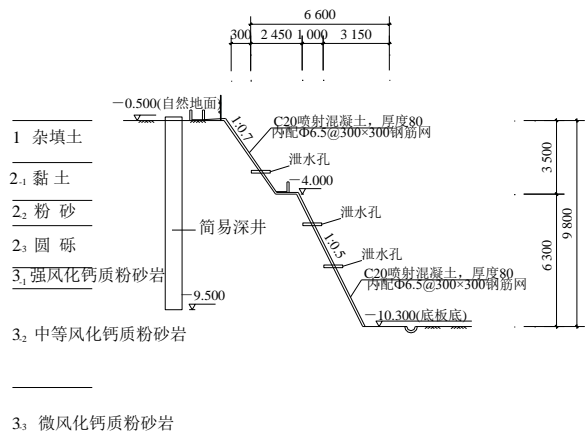 6 600
300 2 450 1 000 3 150
－0.500(自然地面)
C20喷射混凝土，厚度80
内配Φ6.5@300×300钢筋网
1:0.7
1 杂填土
泄水孔
3 500
2-1 黏土
－4.000
2-2 粉砂
泄水孔
9 800
简易深井
1:0.5
2-3 圆砾
泄水孔
6 300
3-1 强风化钙质粉砂岩
C20喷射混凝土，厚度80
内配Φ6.5@300×300钢筋网
－9.500
－10.300(底板底)
3-2 中等风化钙质粉砂岩
3-3 微风化钙质粉砂岩